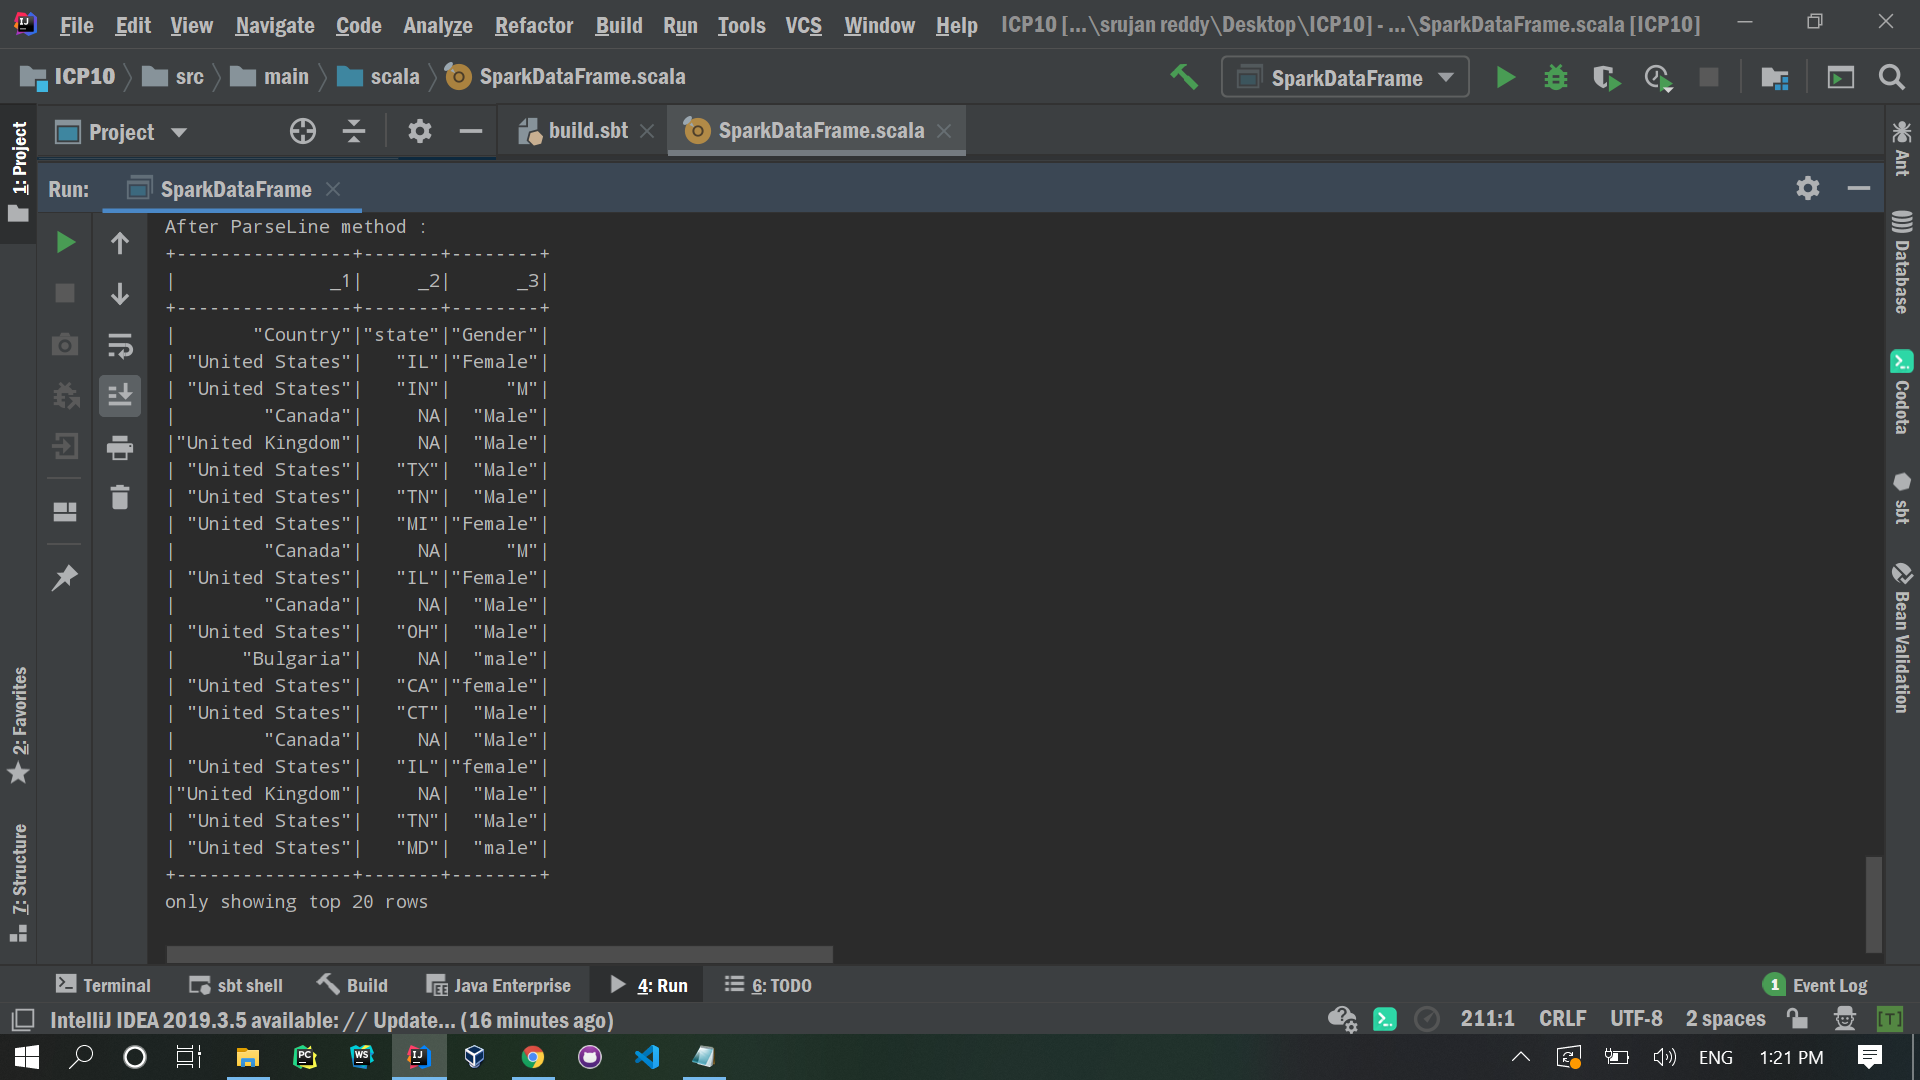 File Edit View Navigate Code Analyze Refactor Build Run Tools VCS Window Help ICP10 [...\srujan reddy\Desktop\ICP10] - ...\SparkDataFrame.scala [ICP10]
ICP10 src main scala SparkDataFrame.scala SparkDataFrame
Project build.sbt SparkDataFrame.scala
Run: SparkDataFrame
After ParseLine method :
+----------------+-------+--------+
|              _1|     _2|      _3|
+----------------+-------+--------+
|       "Country"|"state"|"Gender"|
| "United States"|   "IL"|"Female"|
| "United States"|   "IN"|     "M"|
|        "Canada"|     NA|  "Male"|
|"United Kingdom"|     NA|  "Male"|
| "United States"|   "TX"|  "Male"|
| "United States"|   "TN"|  "Male"|
| "United States"|   "MI"|"Female"|
|        "Canada"|     NA|     "M"|
| "United States"|   "IL"|"Female"|
|        "Canada"|     NA|  "Male"|
| "United States"|   "OH"|  "Male"|
|      "Bulgaria"|     NA|  "male"|
| "United States"|   "CA"|"female"|
| "United States"|   "CT"|  "Male"|
|        "Canada"|     NA|  "Male"|
| "United States"|   "IL"|"female"|
|"United Kingdom"|     NA|  "Male"|
| "United States"|   "TN"|  "Male"|
| "United States"|   "MD"|  "male"|
+----------------+-------+--------+
only showing top 20 rows
1: Project
2: Favorites
7: Structure
Ant
Database
Codota
sbt
Bean Validation
Terminal sbt shell Build Java Enterprise 4: Run 6: TODO 1 Event Log
IntelliJ IDEA 2019.3.5 available: // Update... (16 minutes ago) 211:1 CRLF UTF-8 2 spaces [T]
PC WS IJ ENG 1:21 PM